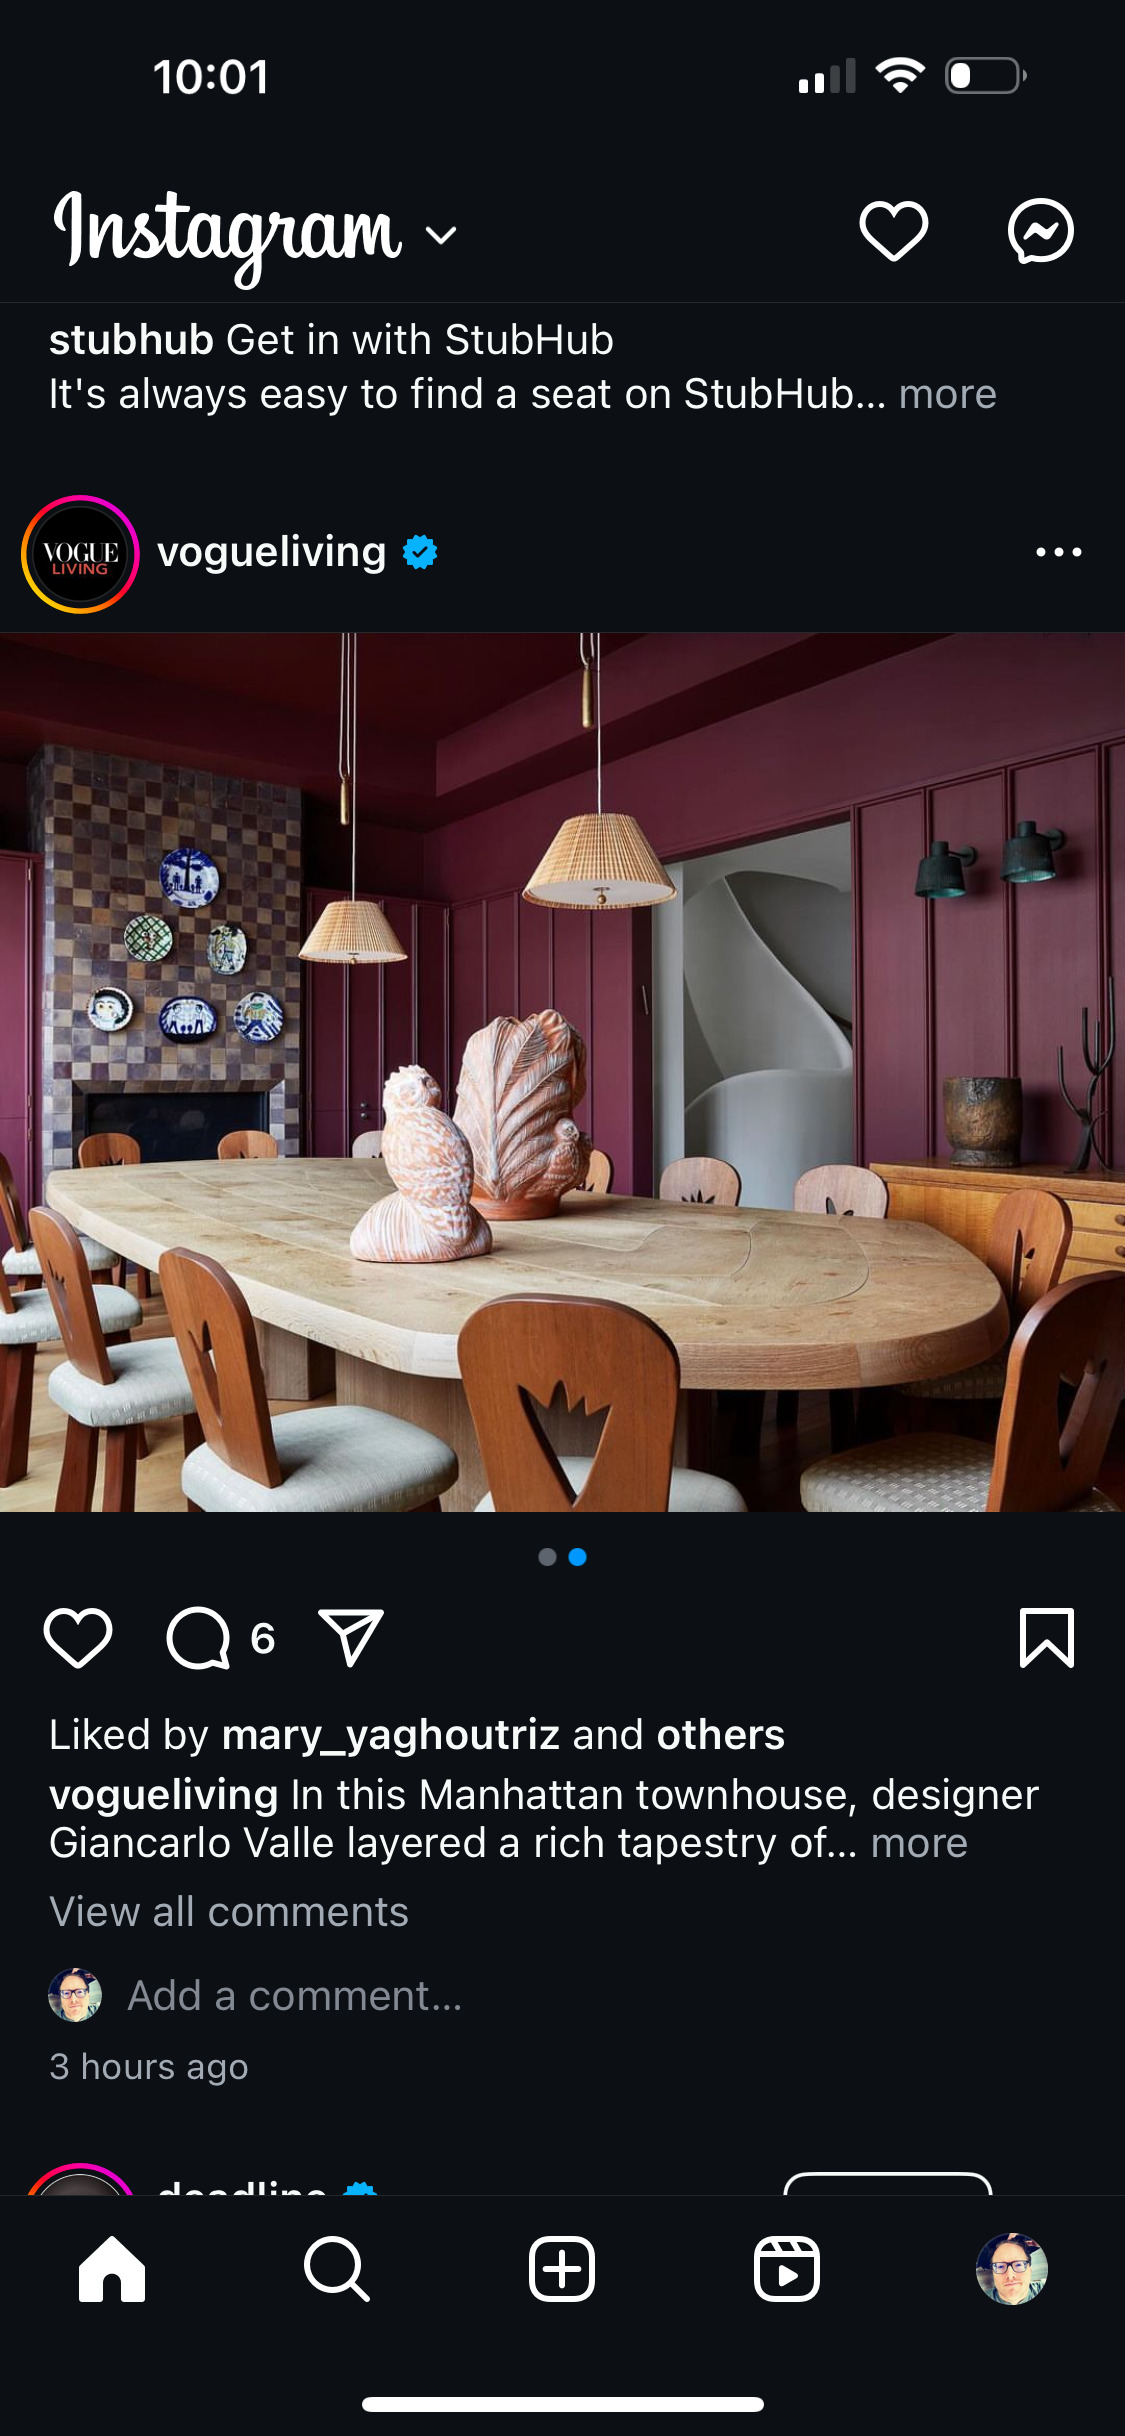 10:01
Instagram
stubhub Get in with StubHub
It's always easy to find a seat on StubHub... more
VOGUE
LIVING
vogueliving
6
Liked by mary_yaghoutriz and others
vogueliving In this Manhattan townhouse, designer
Giancarlo Valle layered a rich tapestry of... more
View all comments
Add a comment...
3 hours ago
deadline